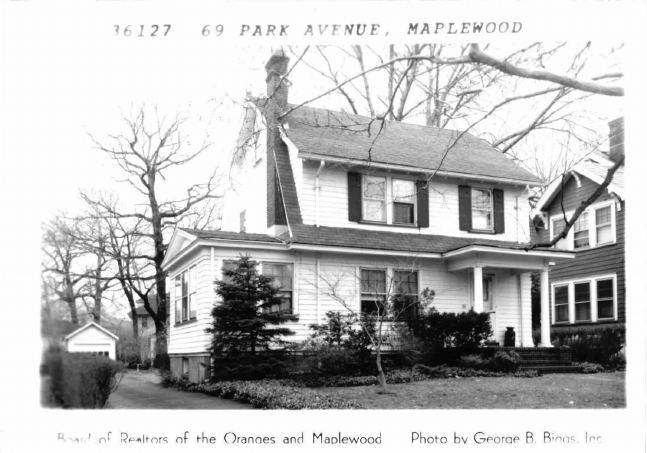 36127 69 PARK AVENUE, MAPLEWOOD
Board of Realtors of the Oranges and Maplewood Photo by George B. Biggs, Inc.